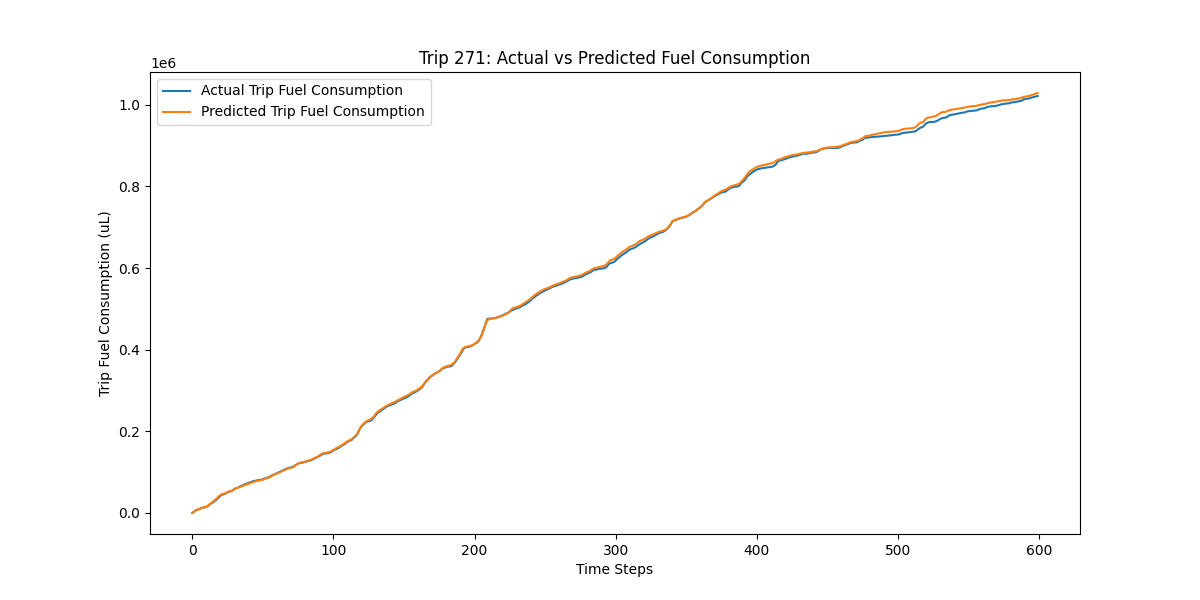 Trip 271: Actual vs Predicted Fuel Consumption
1e6
Actual Trip Fuel Consumption
Predicted Trip Fuel Consumption
Trip Fuel Consumption (uL)
1.0
0.8
0.6
0.4
0.2
0.0
0 100 200 300 400 500 600
Time Steps